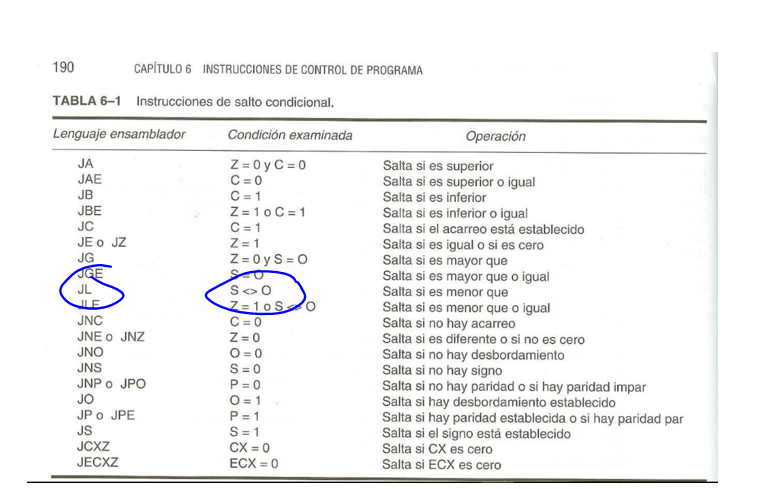 190 CAPÍTULO 6 INSTRUCCIONES DE CONTROL DE PROGRAMA
TABLA 6–1 Instrucciones de salto condicional.
Lenguaje ensamblador Condición examinada Operación
JA Z = 0 y C = 0 Salta si es superior
JAE C = 0 Salta si es superior o igual
JB C = 1 Salta si es inferior
JBE Z = 1 o C = 1 Salta si es inferior o igual
JC C = 1 Salta si el acarreo está establecido
JE o JZ Z = 1 Salta si es igual o si es cero
JG Z = 0 y S = O Salta si es mayor que
JGE S = O Salta si es mayor que o igual
JL S <> O Salta si es menor que
JLE Z = 1 o S <> O Salta si es menor que o igual
JNC C = 0 Salta si no hay acarreo
JNE o JNZ Z = 0 Salta si es diferente o si no es cero
JNO O = 0 Salta si no hay desbordamiento
JNS S = 0 Salta si no hay signo
JNP o JPO P = 0 Salta si no hay paridad o si hay paridad impar
JO O = 1 Salta si hay desbordamiento establecido
JP o JPE P = 1 Salta si hay paridad establecida o si hay paridad par
JS S = 1 Salta si el signo está establecido
JCXZ CX = 0 Salta si CX es cero
JECXZ ECX = 0 Salta si ECX es cero